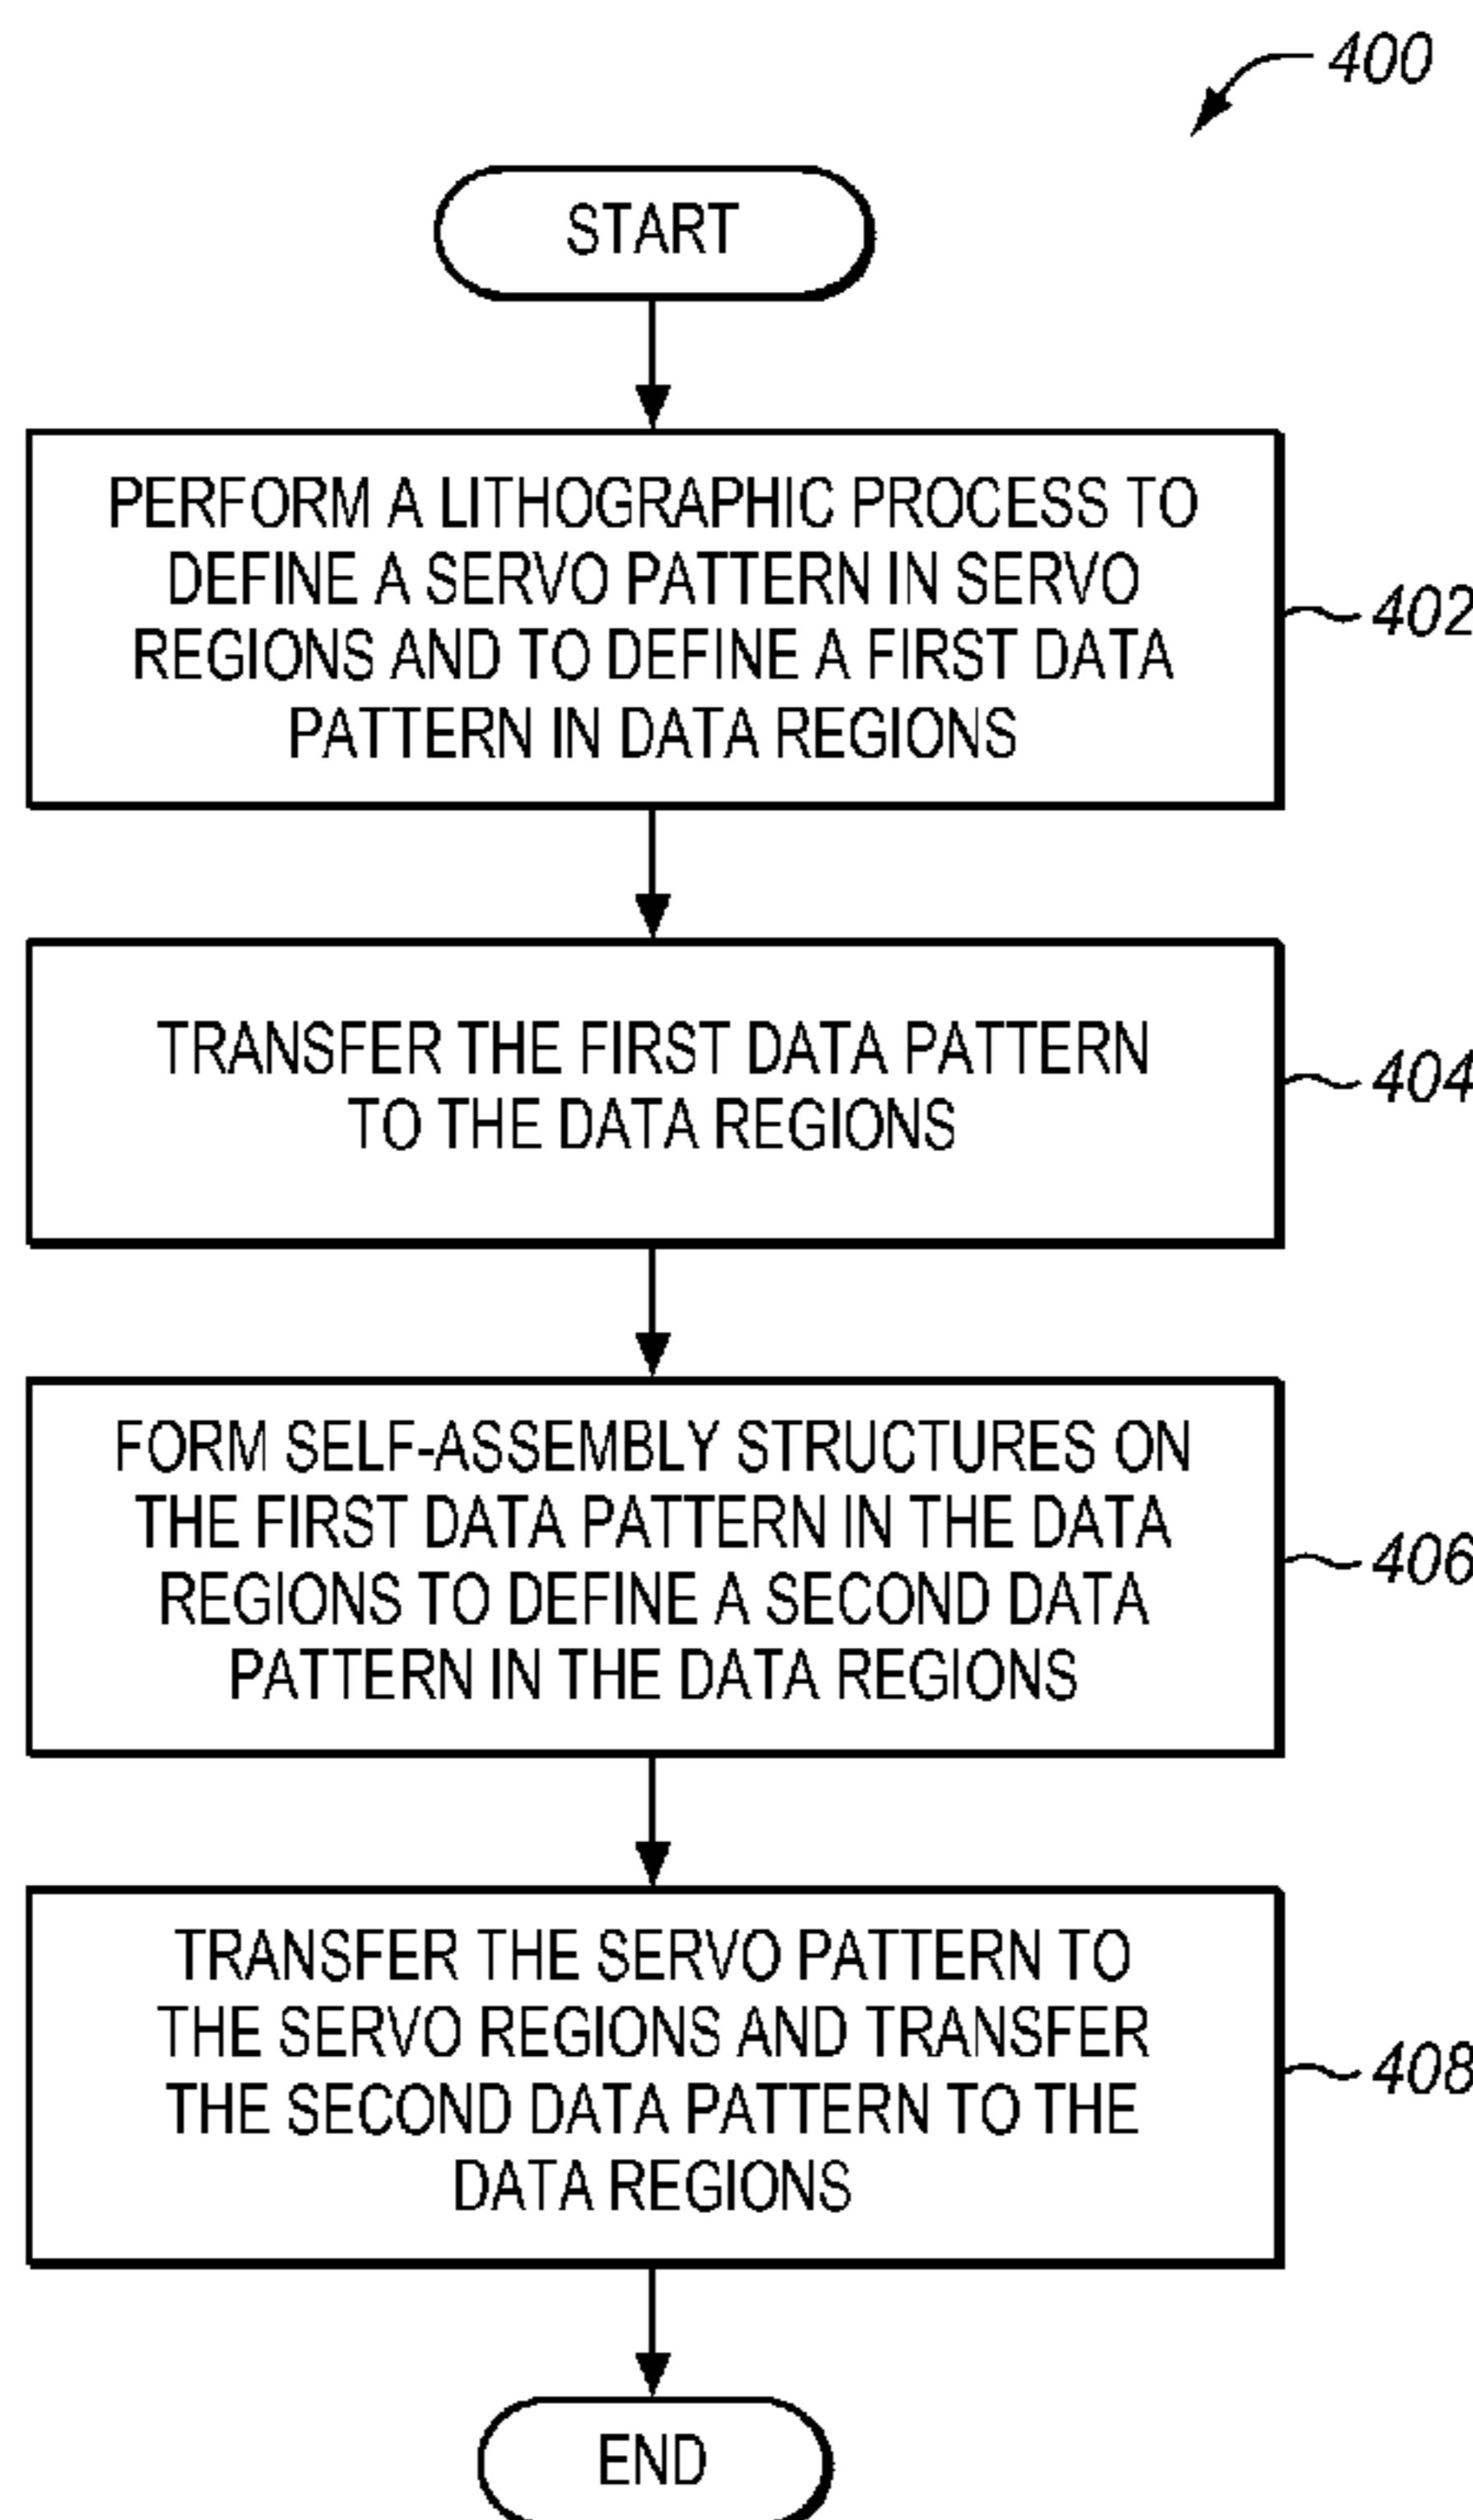 400
START
PERFORM A LITHOGRAPHIC PROCESS TO
DEFINE A SERVO PATTERN IN SERVO
REGIONS AND TO DEFINE A FIRST DATA
PATTERN IN DATA REGIONS
402
TRANSFER THE FIRST DATA PATTERN
TO THE DATA REGIONS
404
FORM SELF-ASSEMBLY STRUCTURES ON
THE FIRST DATA PATTERN IN THE DATA
REGIONS TO DEFINE A SECOND DATA
PATTERN IN THE DATA REGIONS
406
TRANSFER THE SERVO PATTERN TO
THE SERVO REGIONS AND TRANSFER
THE SECOND DATA PATTERN TO THE
DATA REGIONS
408
END